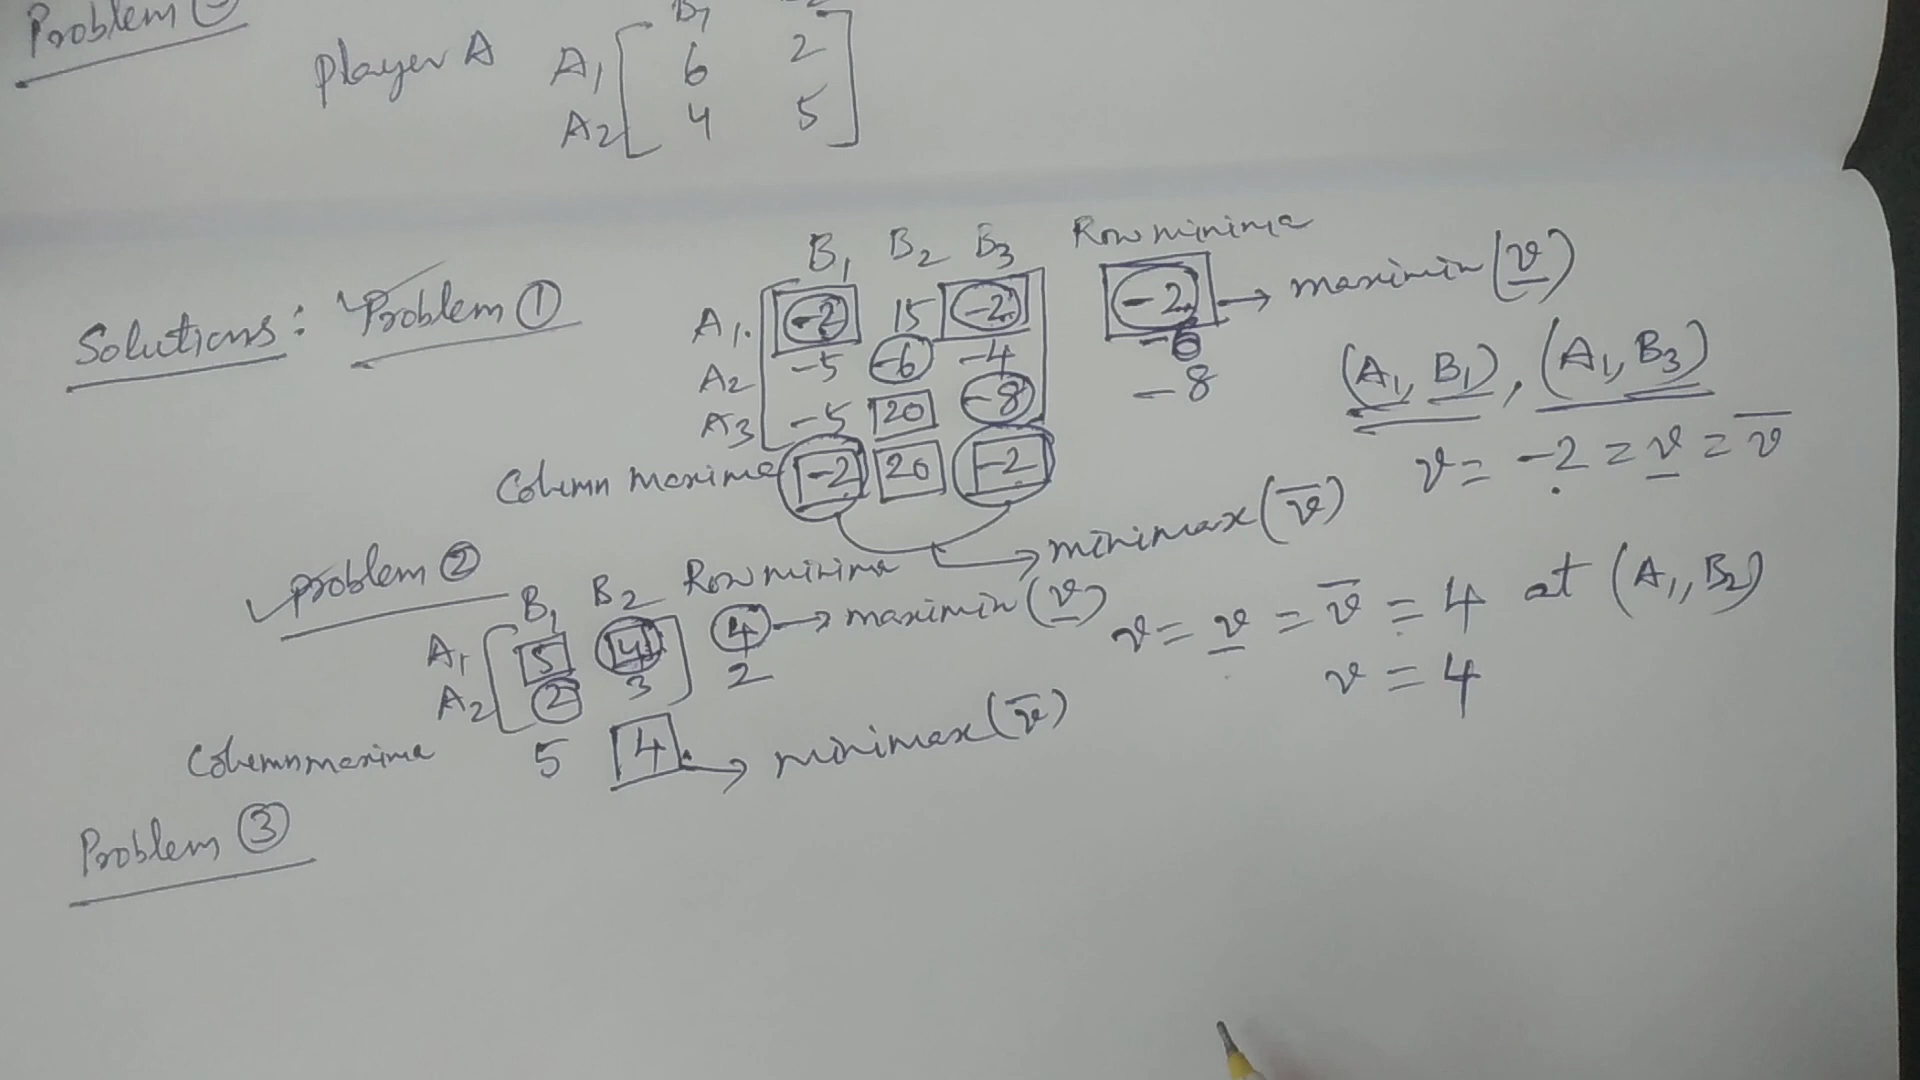 Problem
B1
Player A A1 6 2
A2 4 5
Solutions: Problem ①
B1 B2 B3 Row minima
A1 -2 15 -2 -2 → maximin (v)
A2 -5 -6 -4 -6
A3 -5 20 -8 -8
(A1, B1), (A1, B3)
Column maxima -2 20 -2
v = -2 = v = v̅
→ minimax (v̅)
Problem ②
B1 B2 Row minima
A1 5 4 4 → maximin (v)
A2 2 3 2
v = v = v̅ = 4 at (A1, B2)
v = 4
Column maxima 5 4 → minimax (v̅)
Problem ③